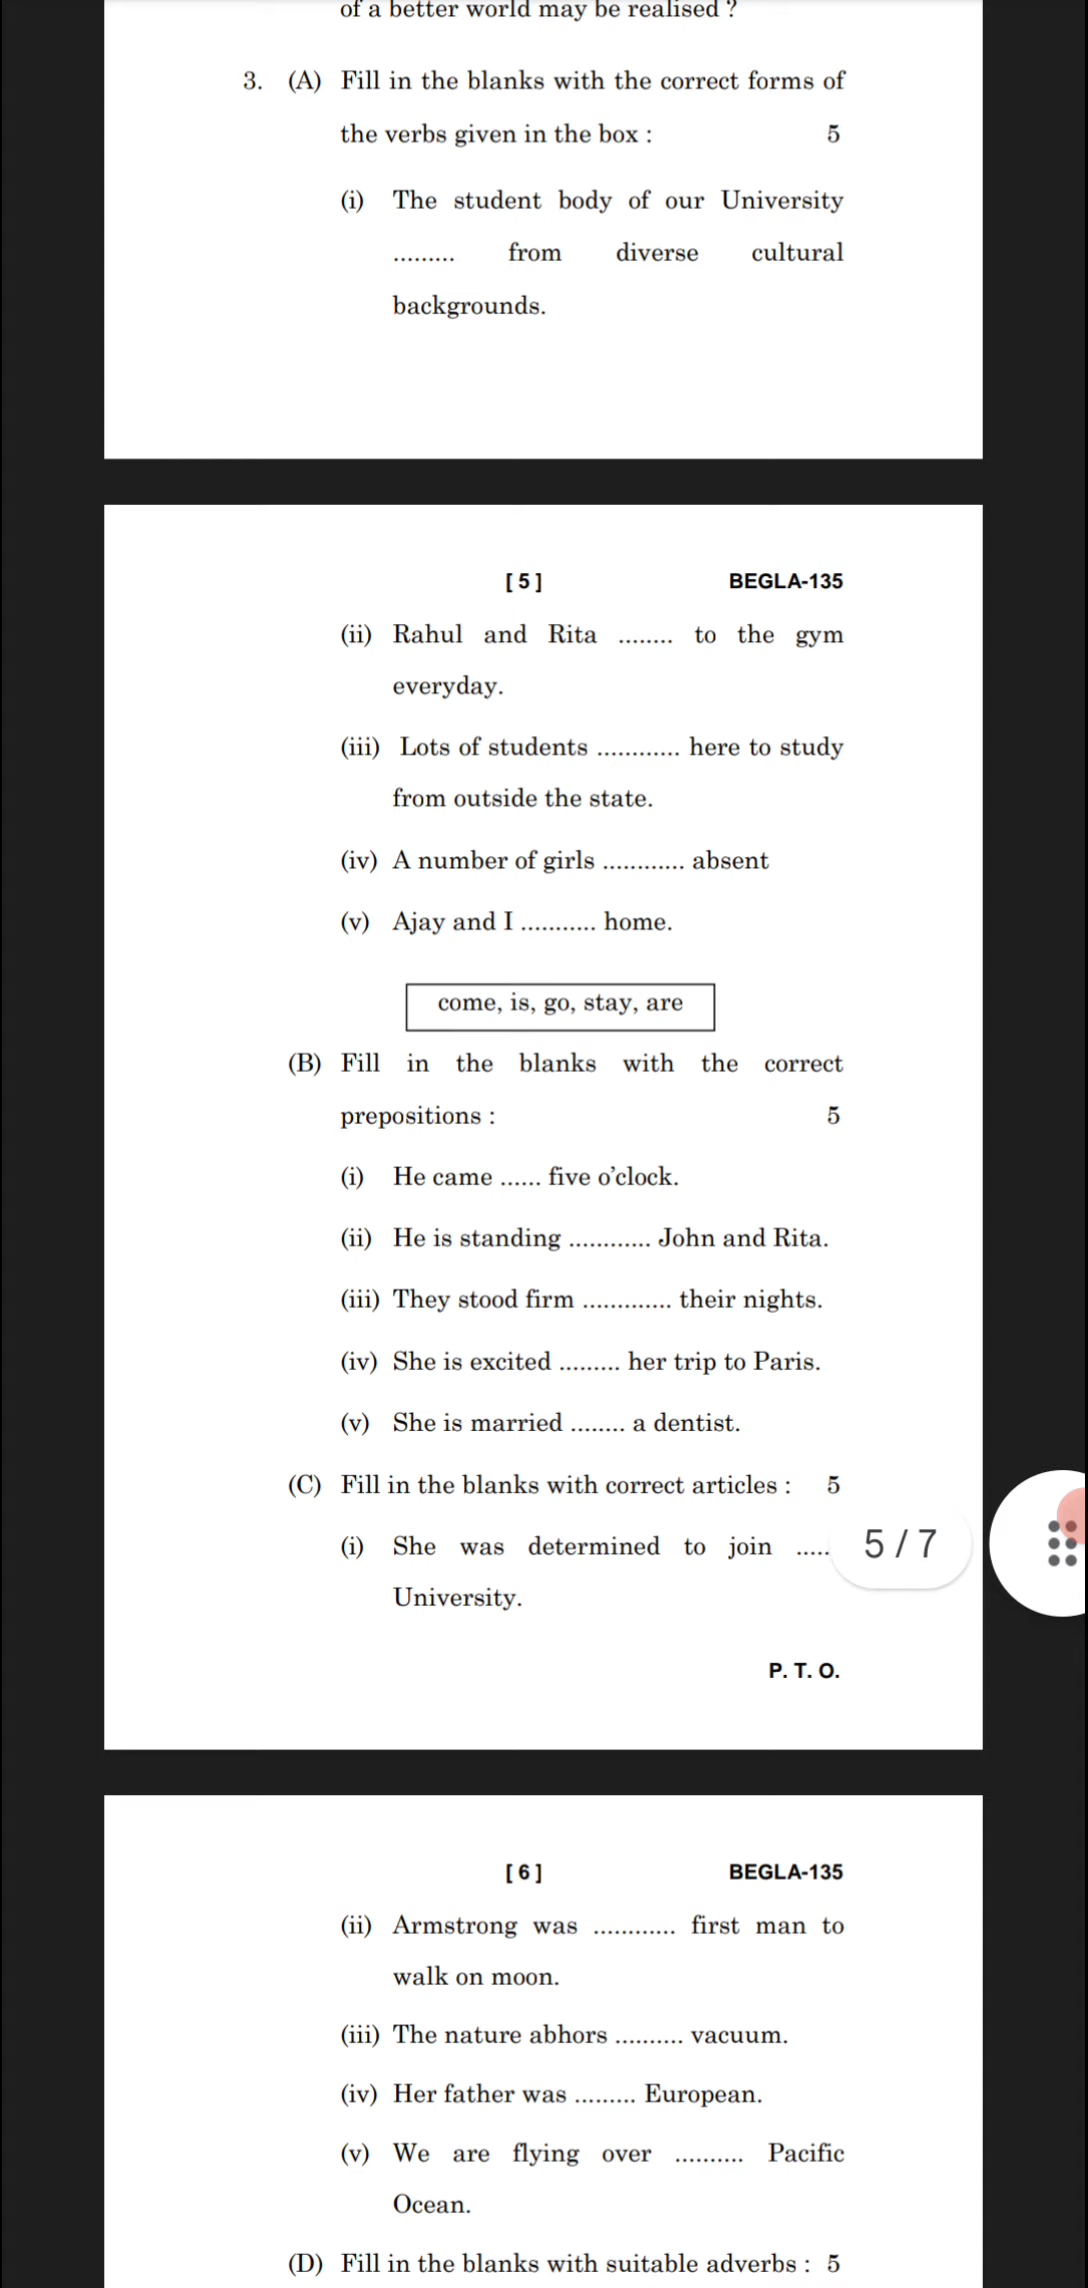 of a better world may be realised ?
3. (A) Fill in the blanks with the correct forms of
the verbs given in the box : 5
(i) The student body of our University
......... from diverse cultural
backgrounds.
[ 5 ] BEGLA-135
(ii) Rahul and Rita ........ to the gym
everyday.
(iii) Lots of students ............ here to study
from outside the state.
(iv) A number of girls ............ absent
(v) Ajay and I ........... home.
come, is, go, stay, are
(B) Fill in the blanks with the correct
prepositions : 5
(i) He came ...... five o’clock.
(ii) He is standing ............ John and Rita.
(iii) They stood firm ............. their nights.
(iv) She is excited ......... her trip to Paris.
(v) She is married ........ a dentist.
(C) Fill in the blanks with correct articles : 5
(i) She was determined to join .....
5 / 7
University.
P. T. O.
[ 6 ] BEGLA-135
(ii) Armstrong was ............ first man to
walk on moon.
(iii) The nature abhors .......... vacuum.
(iv) Her father was ......... European.
(v) We are flying over .......... Pacific
Ocean.
(D) Fill in the blanks with suitable adverbs : 5